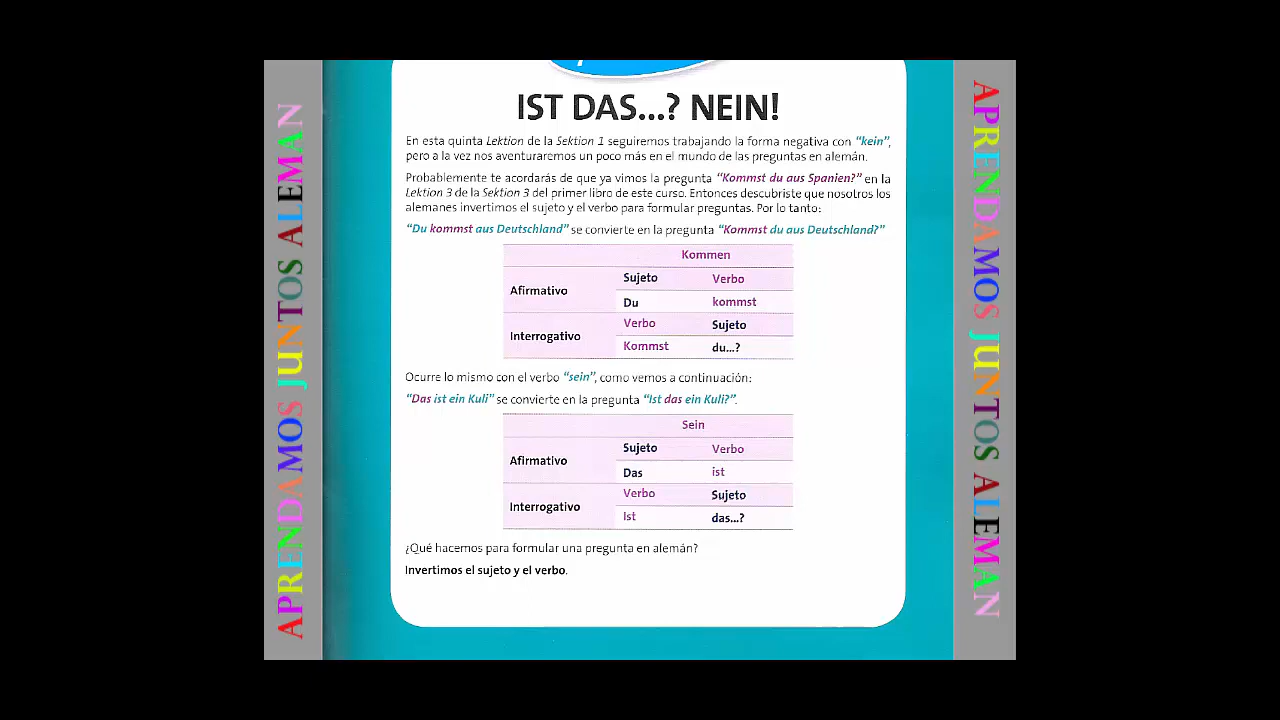 APRENDAMOS JUNTOS ALEMAN
IST DAS...? NEIN!
En esta quinta Lektion de la Sektion 1 seguiremos trabajando la forma negativa con “kein”,
pero a la vez nos aventuraremos un poco más en el mundo de las preguntas en alemán.
Probablemente te acordarás de que ya vimos la pregunta “Kommst du aus Spanien?” en la
Lektion 3 de la Sektion 3 del primer libro de este curso. Entonces descubriste que nosotros los
alemanes invertimos el sujeto y el verbo para formular preguntas. Por lo tanto:
“Du kommst aus Deutschland” se convierte en la pregunta “Kommst du aus Deutschland?”
Kommen
Afirmativo
Sujeto Verbo
Du kommst
Interrogativo
Verbo Sujeto
Kommst du...?
Ocurre lo mismo con el verbo “sein”, como vemos a continuación:
“Das ist ein Kuli” se convierte en la pregunta “Ist das ein Kuli?”.
Sein
Afirmativo
Sujeto Verbo
Das ist
Interrogativo
Verbo Sujeto
Ist das...?
¿Qué hacemos para formular una pregunta en alemán?
Invertimos el sujeto y el verbo.
APRENDAMOS JUNTOS ALEMAN